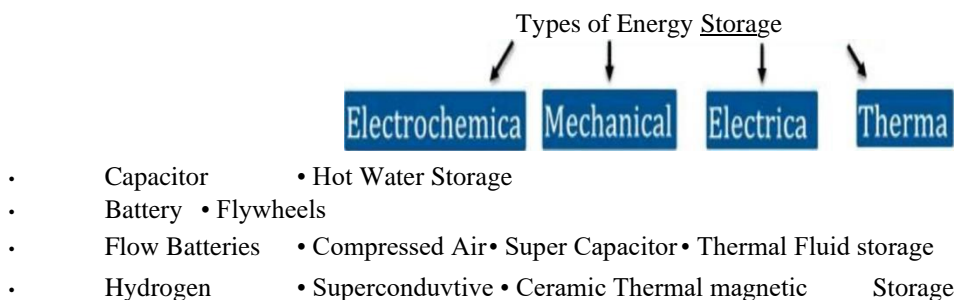 Types of Energy Storage
Electrochemica Mechanical Electrica Therma
• Capacitor • Hot Water Storage
• Battery • Flywheels
• Flow Batteries • Compressed Air • Super Capacitor • Thermal Fluid storage
• Hydrogen • Superconduvtive • Ceramic Thermal magnetic Storage